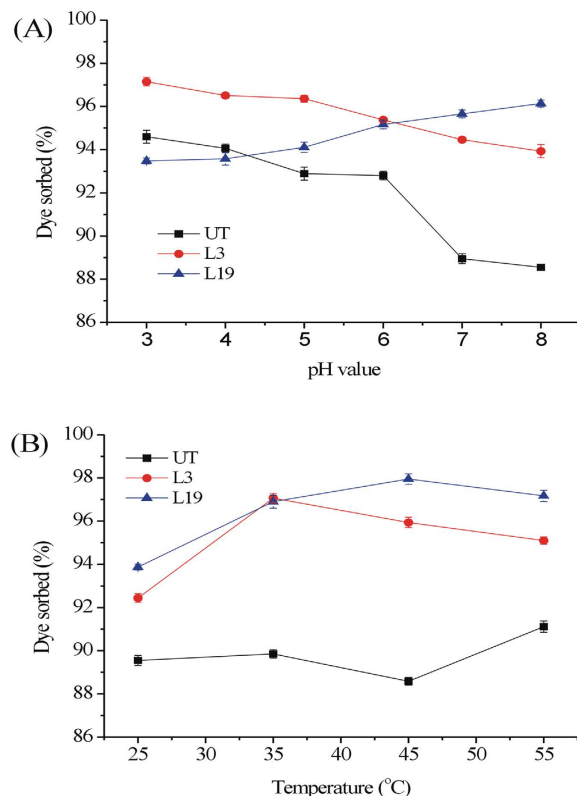 (A)
100
98
96
94
92
90
88
86
Dye sorbed (%)
UT
L3
L19
3 4 5 6 7 8
pH value
(B)
100
98
96
94
92
90
88
86
Dye sorbed (%)
UT
L3
L19
25 30 35 40 45 50 55
Temperature (°C)